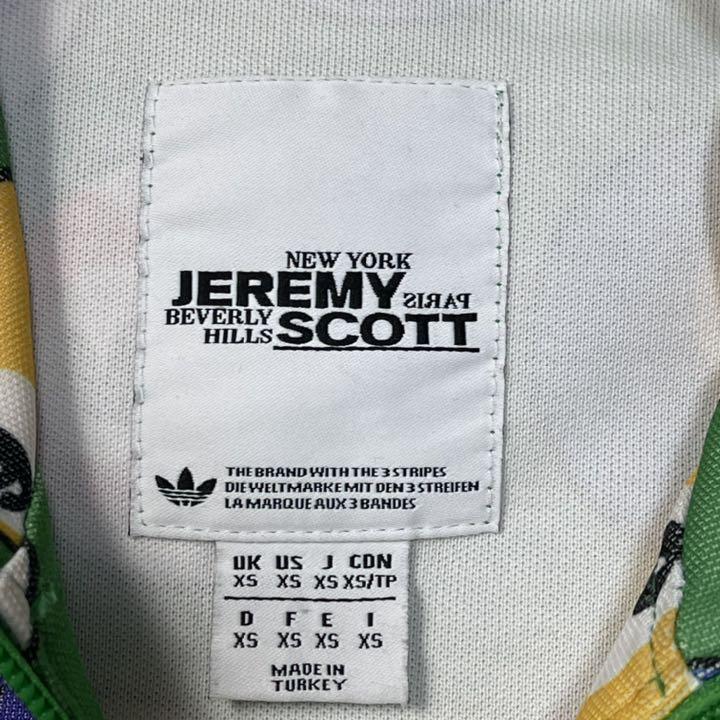 NEW YORK
JEREMY PARIS
BEVERLY HILLS SCOTT
THE BRAND WITH THE 3 STRIPES
DIE WELTMARKE MIT DEN 3 STREIFEN
LA MARQUE AUX 3 BANDES
UK US J CDN
XS XS XS XS/TP
D F E I
XS XS XS XS
MADE IN
TURKEY